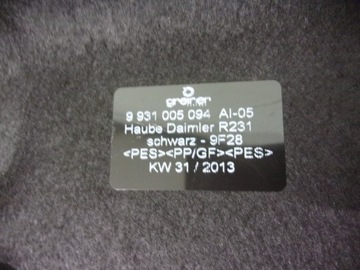 greiner
9 931 005 094 AI-05
Haube Daimler R231
schwarz - 9F28
<PES><PP/GF><PES>
KW 31 / 2013